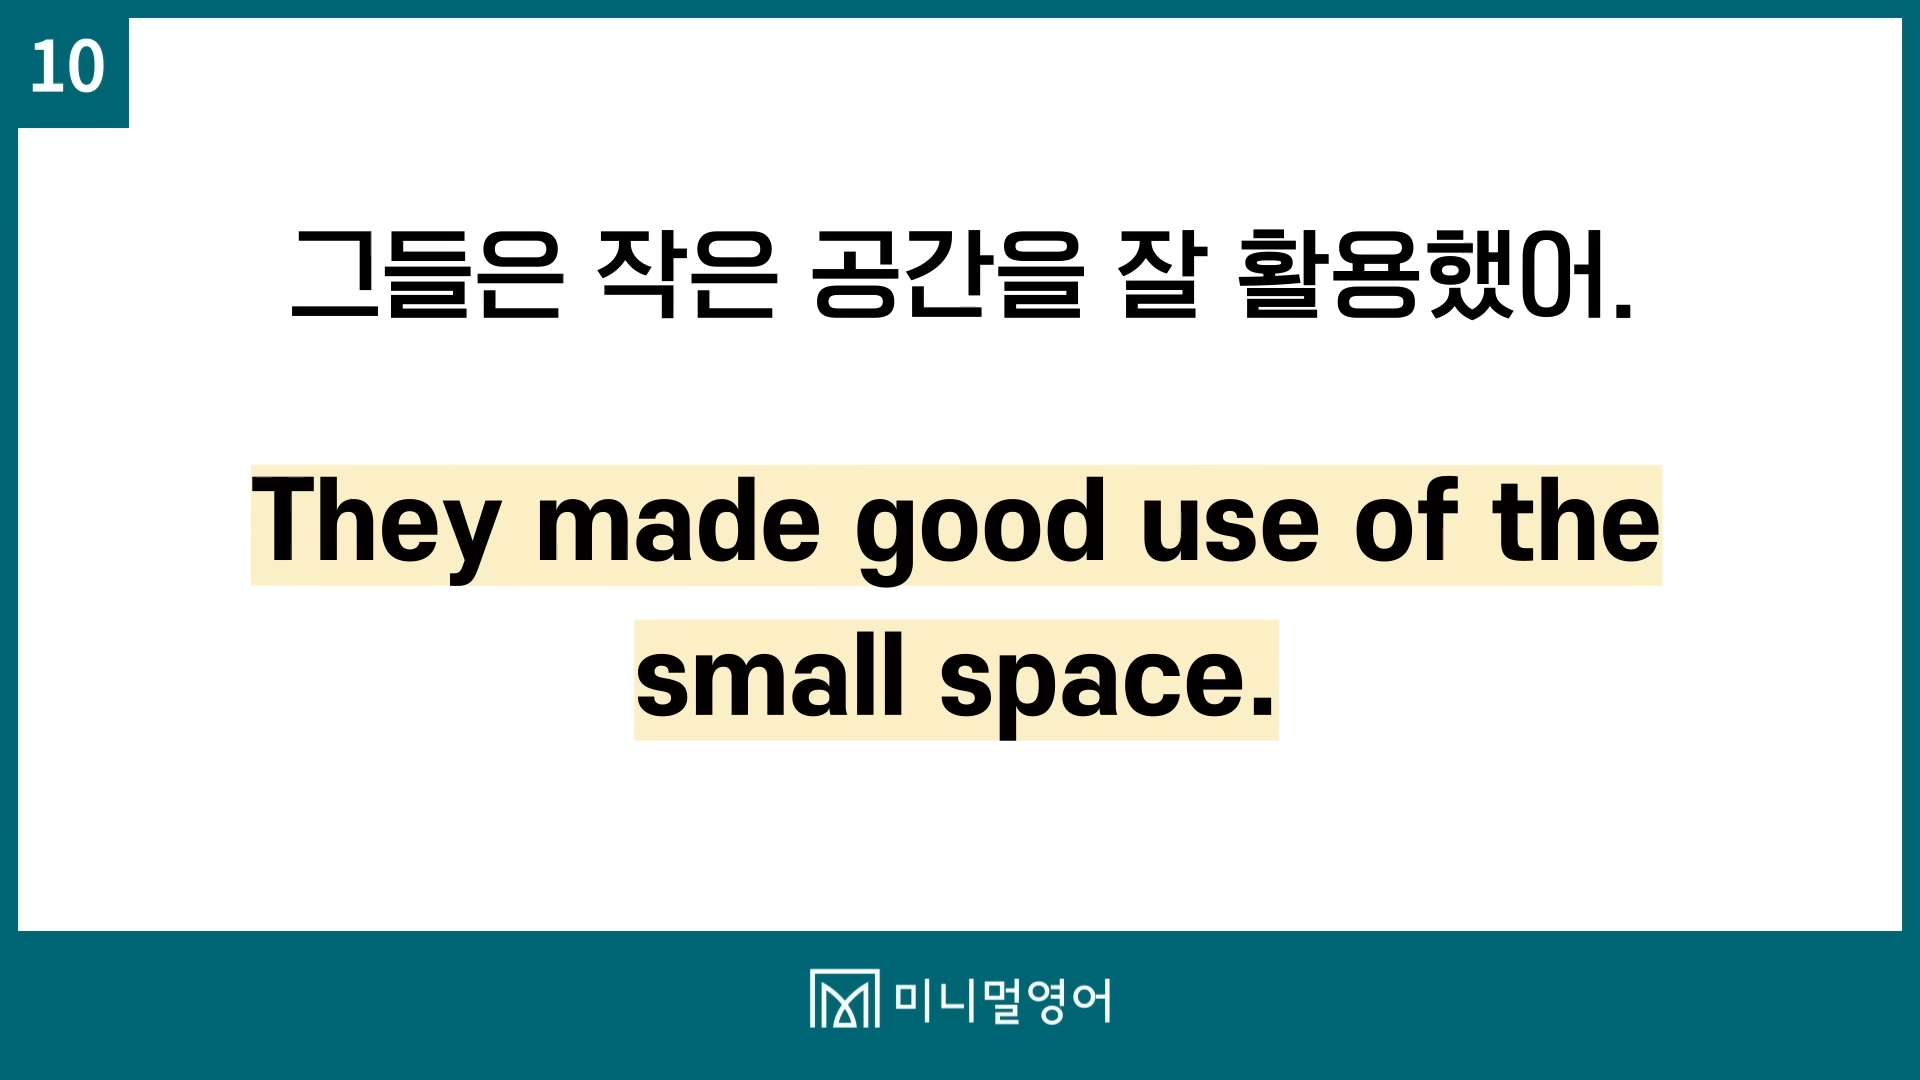 10
그들은 작은 공간을 잘 활용했어.
They made good use of the
small space.
미니멀영어